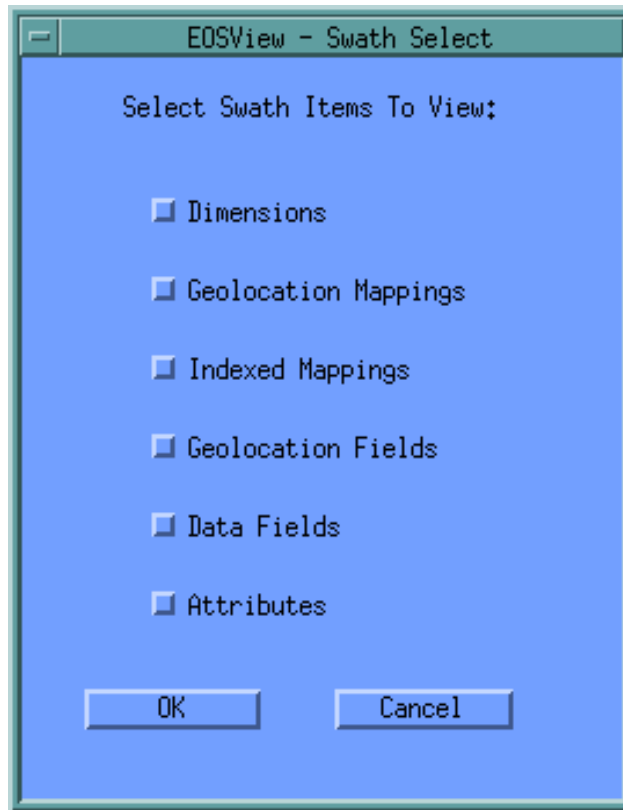 EOSView - Swath Select
Select Swath Items To View:
Dimensions
Geolocation Mappings
Indexed Mappings
Geolocation Fields
Data Fields
Attributes
OK Cancel